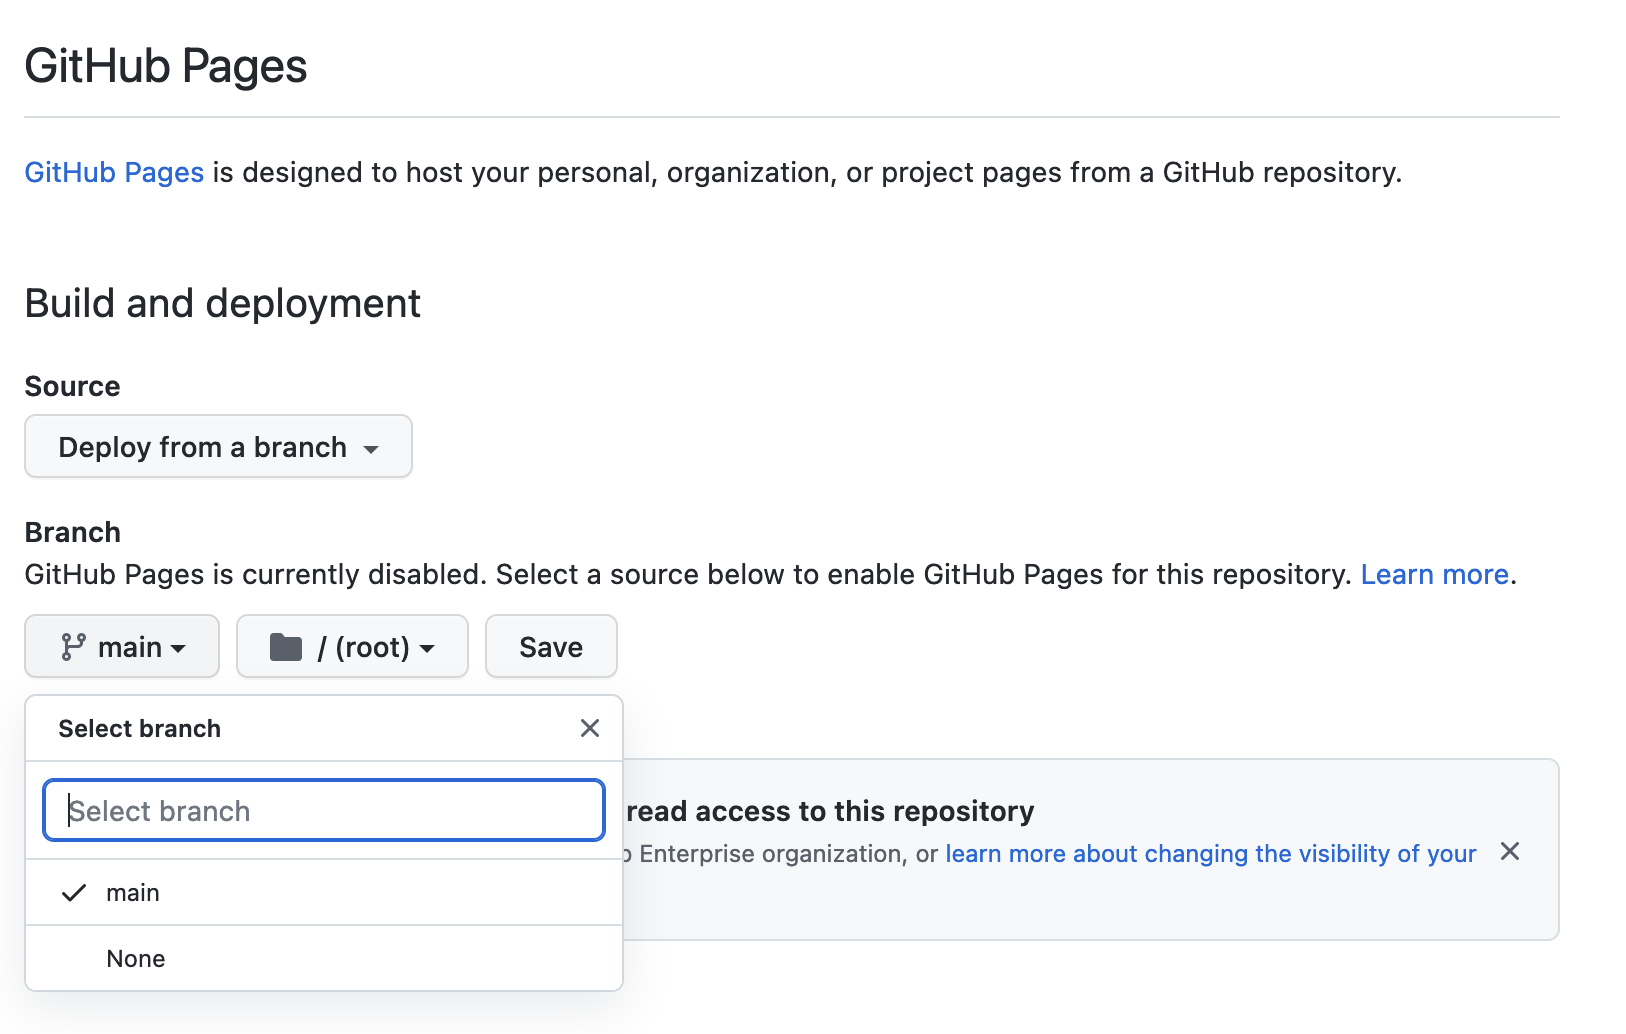 GitHub Pages
GitHub Pages is designed to host your personal, organization, or project pages from a GitHub repository.
Build and deployment
Source
Deploy from a branch
Branch
GitHub Pages is currently disabled. Select a source below to enable GitHub Pages for this repository. Learn more.
main / (root) Save
Select branch
Select branch
read access to this repository
Enterprise organization, or learn more about changing the visibility of your
main
None